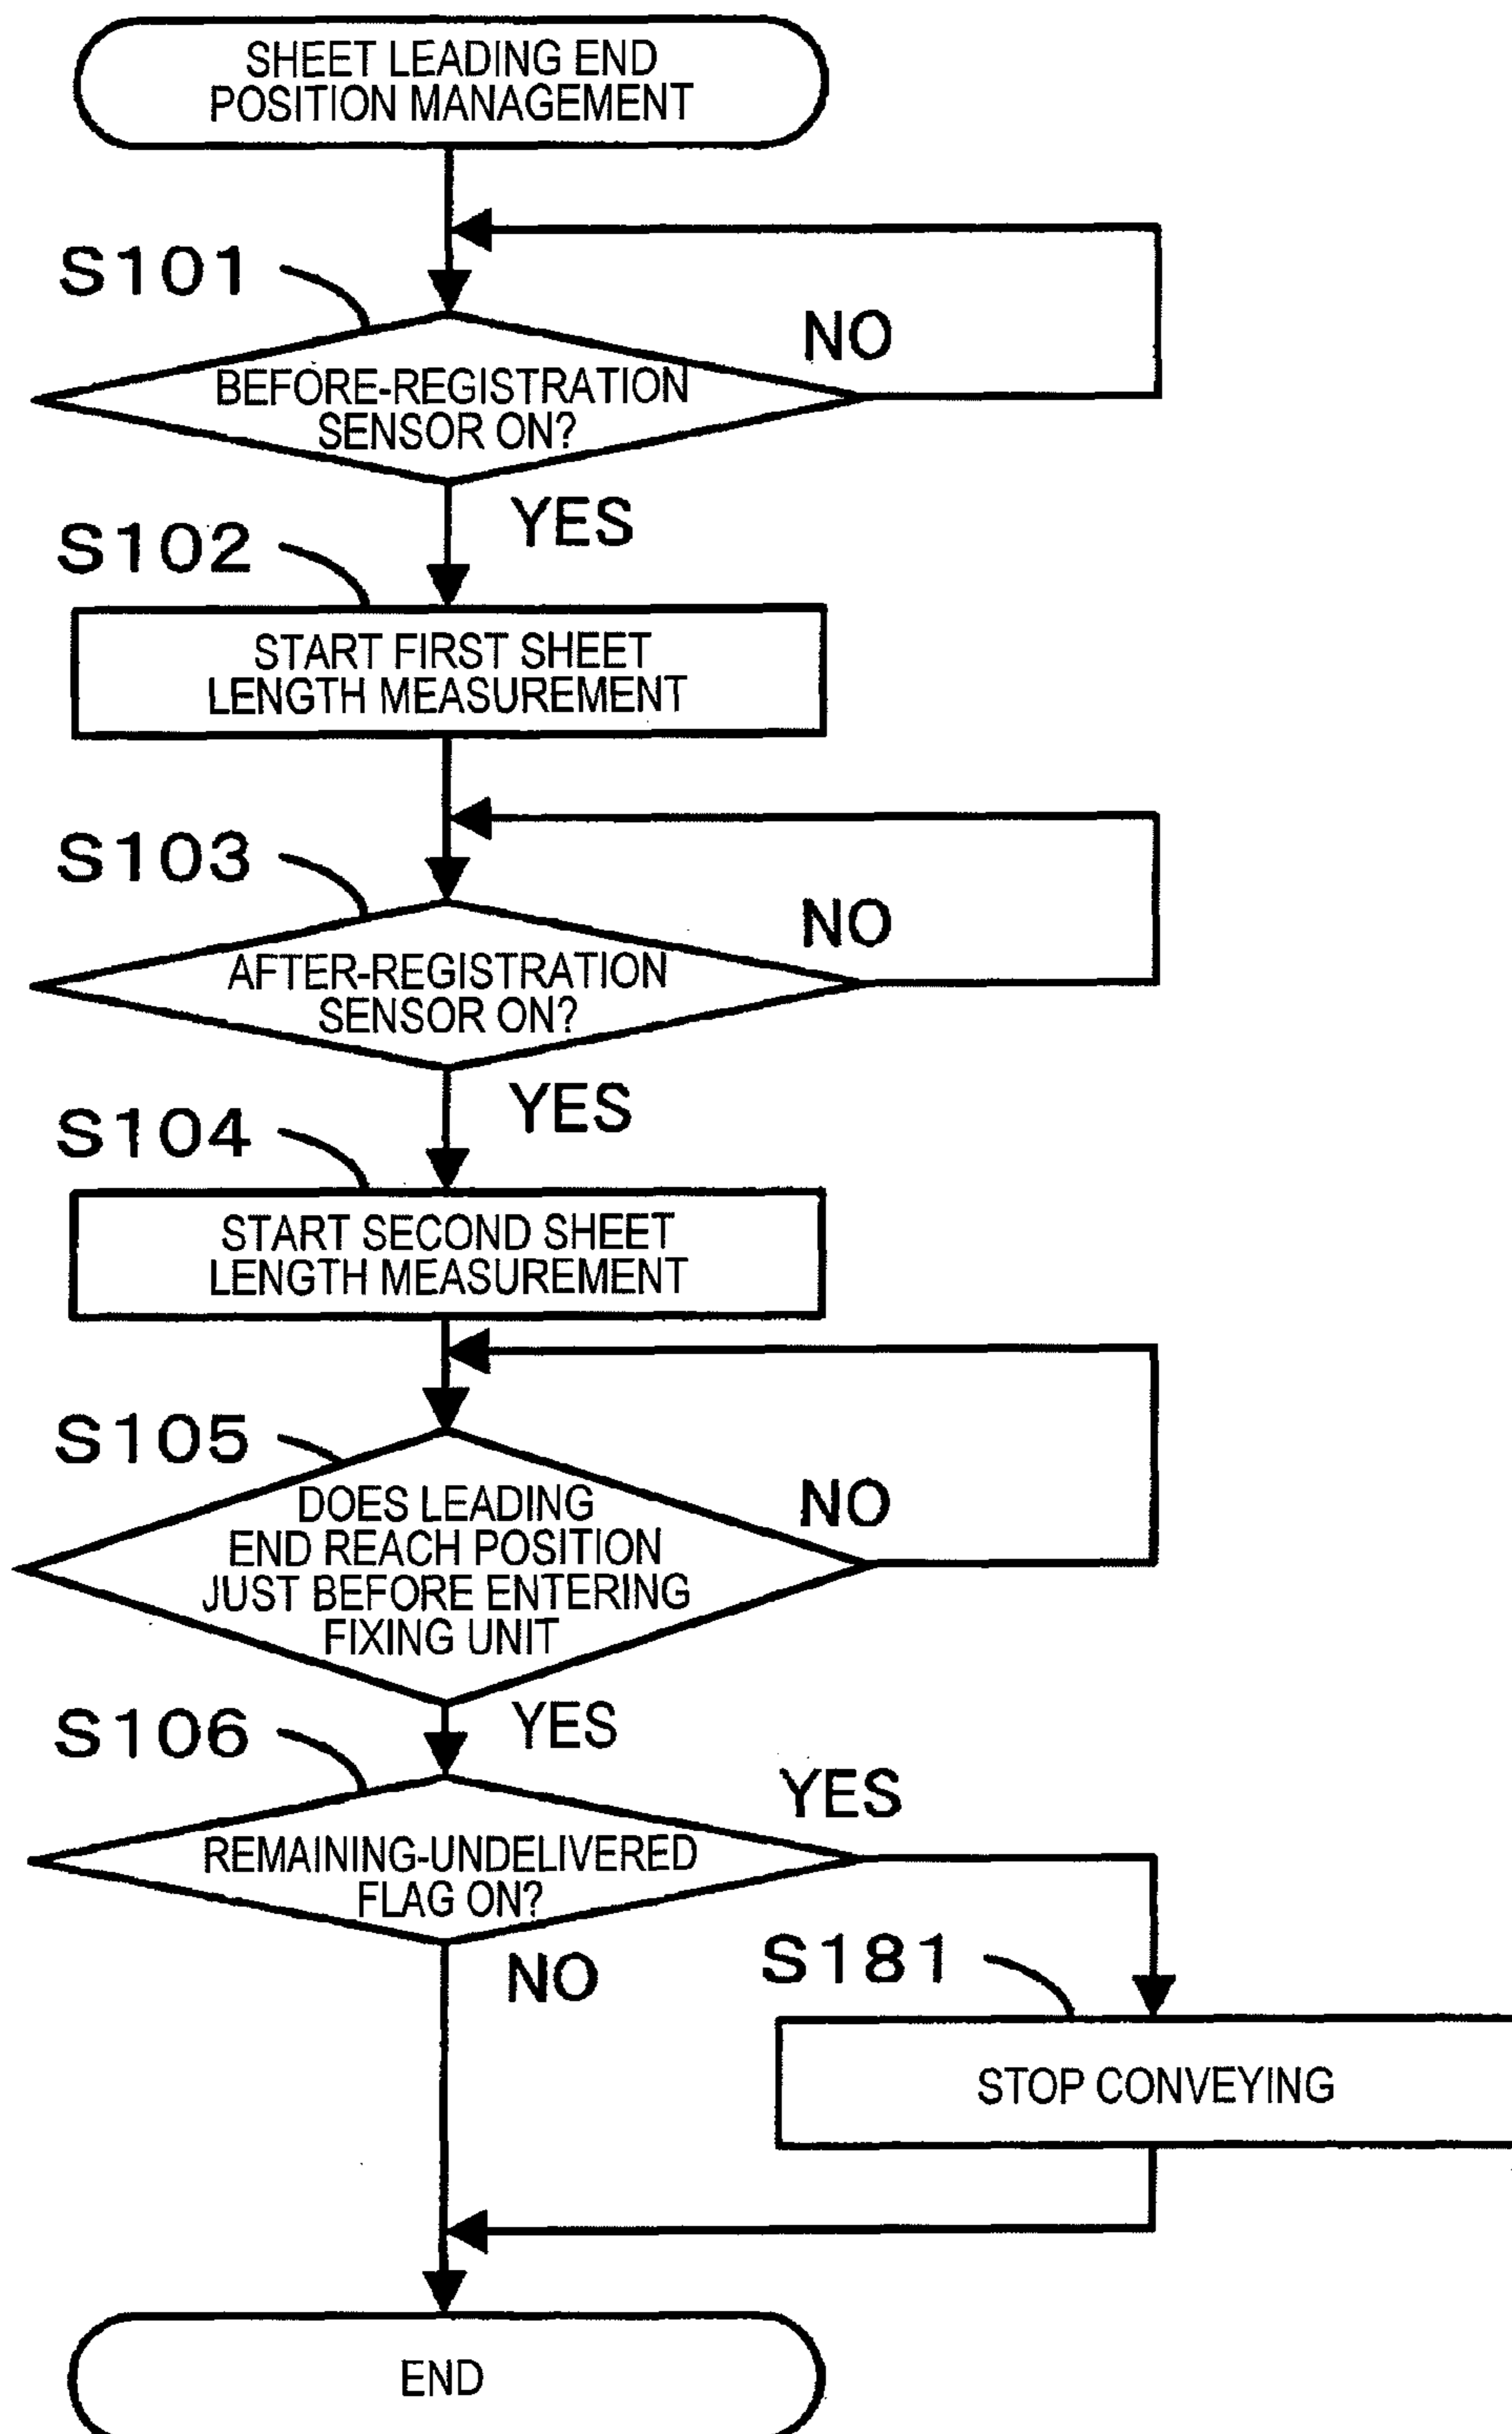 SHEET LEADING END
POSITION MANAGEMENT
S101
NO
BEFORE-REGISTRATION
SENSOR ON?
YES
S102
START FIRST SHEET
LENGTH MEASUREMENT
S103
NO
AFTER-REGISTRATION
SENSOR ON?
YES
S104
START SECOND SHEET
LENGTH MEASUREMENT
S105
NO
DOES LEADING
END REACH POSITION
JUST BEFORE ENTERING
FIXING UNIT
YES
S106
YES
REMAINING-UNDELIVERED
FLAG ON?
NO
S181
STOP CONVEYING
END